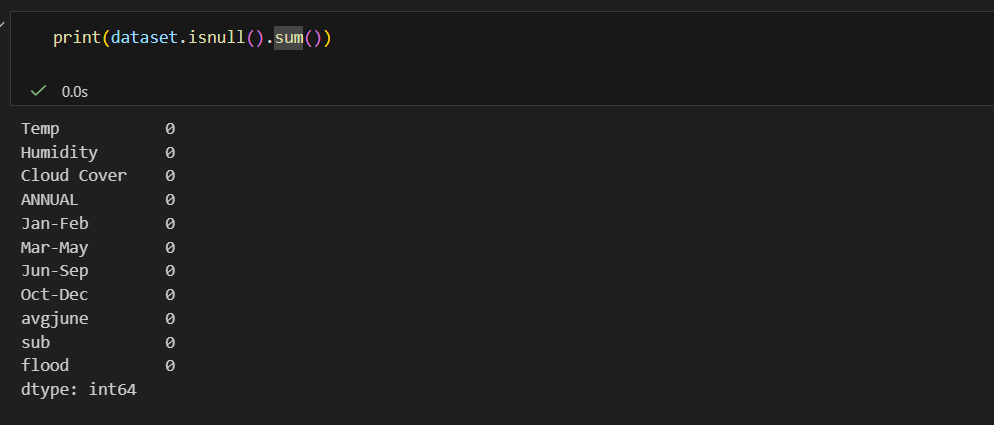 print(dataset.isnull().sum())
0.0s
Temp 0
Humidity 0
Cloud Cover 0
ANNUAL 0
Jan-Feb 0
Mar-May 0
Jun-Sep 0
Oct-Dec 0
avgjune 0
sub 0
flood 0
dtype: int64